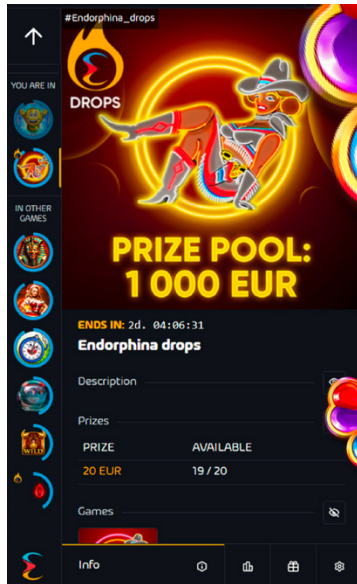 #Endorphina_drops
DROPS
YOU ARE IN
IN OTHER
GAMES
PRIZE POOL:
1 000 EUR
ENDS IN: 2d. 04:06:31
Endorphina drops
Description
Prizes
PRIZE AVAILABLE
20 EUR 19 / 20
WILD
Games
Info